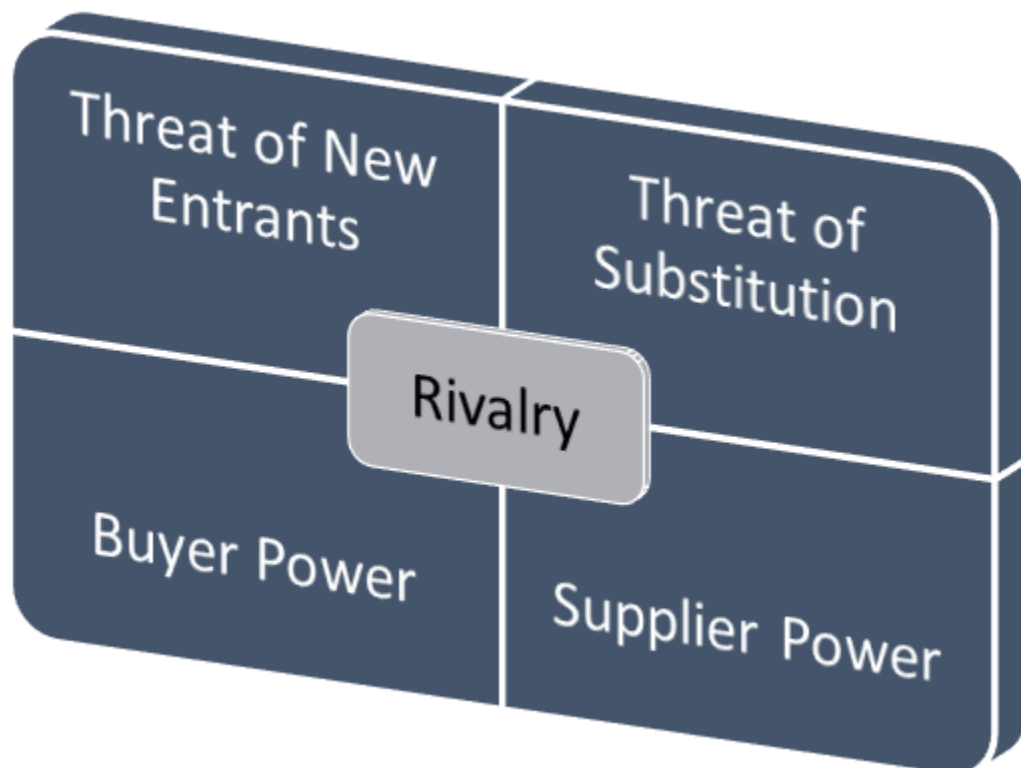 Threat of New
Entrants
Threat of
Substitution
Rivalry
Buyer Power
Supplier Power